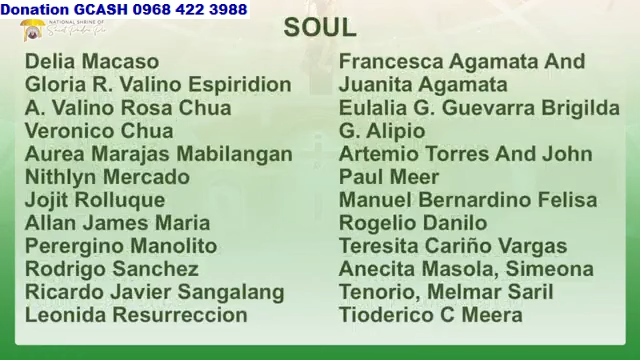 Donation GCASH 0968 422 3988
NATIONAL SHRINE OF
SOUL
Delia Macaso
Gloria R. Valino Espiridion
A. Valino Rosa Chua
Veronico Chua
Aurea Marajas Mabilangan
Nithlyn Mercado
Jojit Rolluque
Allan James Maria
Perergino Manolito
Rodrigo Sanchez
Ricardo Javier Sangalang
Leonida Resurreccion
Francesca Agamata And
Juanita Agamata
Eulalia G. Guevarra Brigilda
G. Alipio
Artemio Torres And John
Paul Meer
Manuel Bernardino Felisa
Rogelio Danilo
Teresita Cariño Vargas
Anecita Masola, Simeona
Tenorio, Melmar Saril
Tioderico C Meera